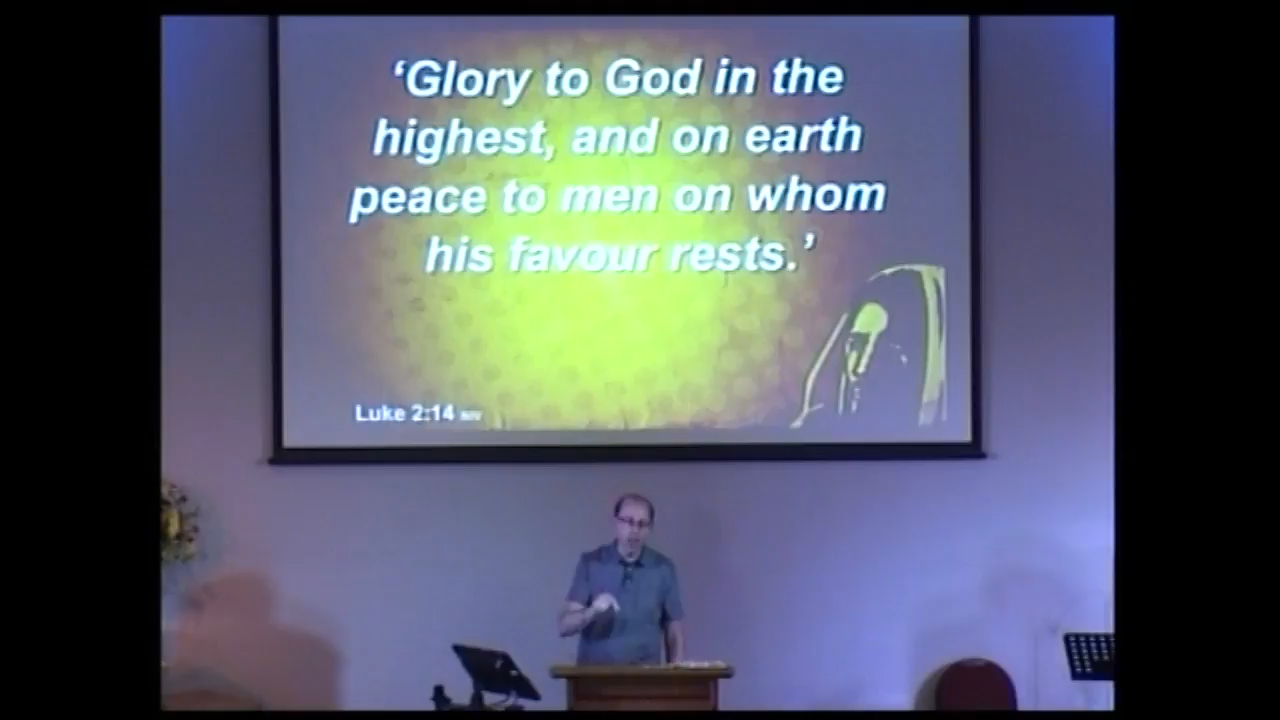 ‘Glory to God in the
highest, and on earth
peace to men on whom
his favour rests.’
Luke 2:14